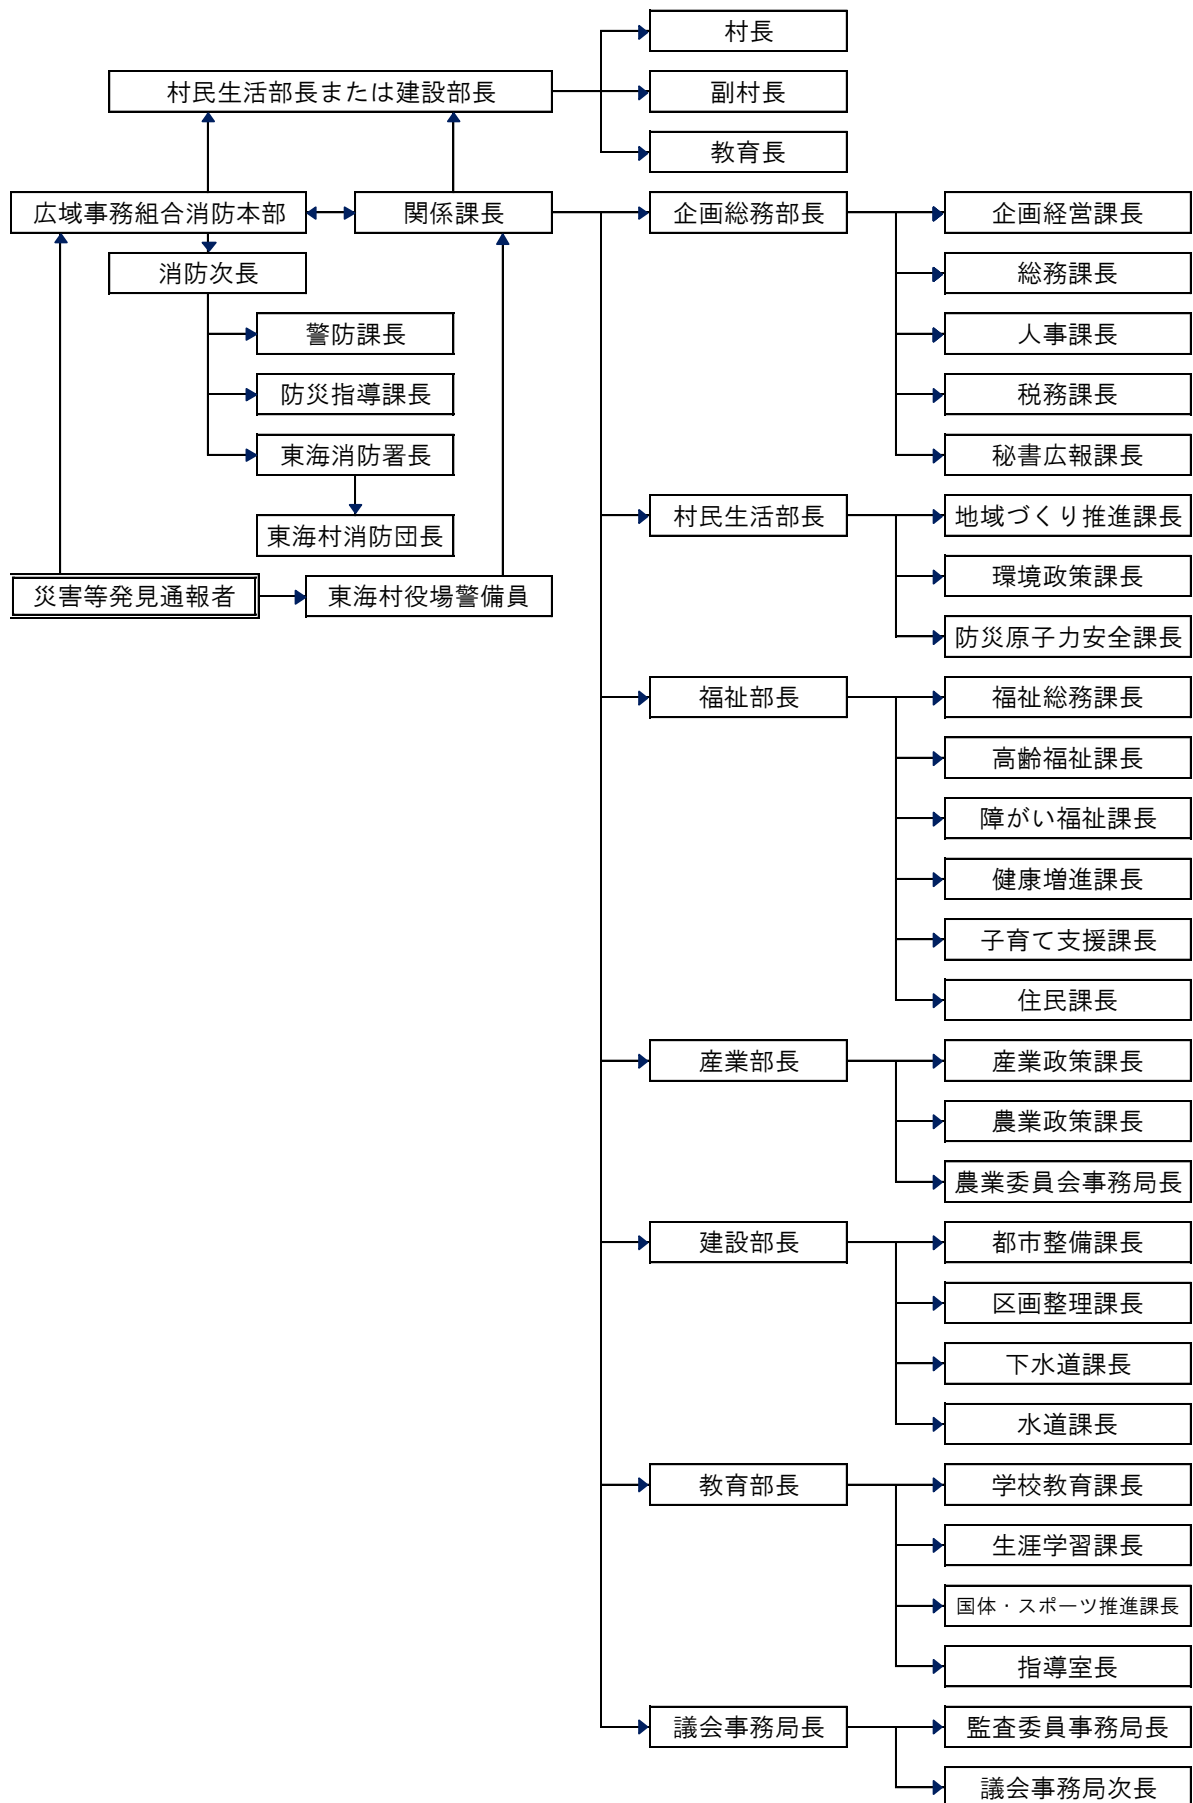 村長
村民生活部長または建設部長
副村長
教育長
広域事務組合消防本部
関係課長
企画総務部長
企画経営課長
消防次長
総務課長
警防課長
人事課長
防災指導課長
税務課長
東海消防署長
秘書広報課長
東海村消防団長
村民生活部長
地域づくり推進課長
災害等発見通報者
東海村役場警備員
環境政策課長
防災原子力安全課長
福祉部長
福祉総務課長
高齢福祉課長
障がい福祉課長
健康増進課長
子育て支援課長
住民課長
産業部長
産業政策課長
農業政策課長
農業委員会事務局長
建設部長
都市整備課長
区画整理課長
下水道課長
水道課長
教育部長
学校教育課長
生涯学習課長
国体・スポーツ推進課長
指導室長
議会事務局長
監査委員事務局長
議会事務局次長